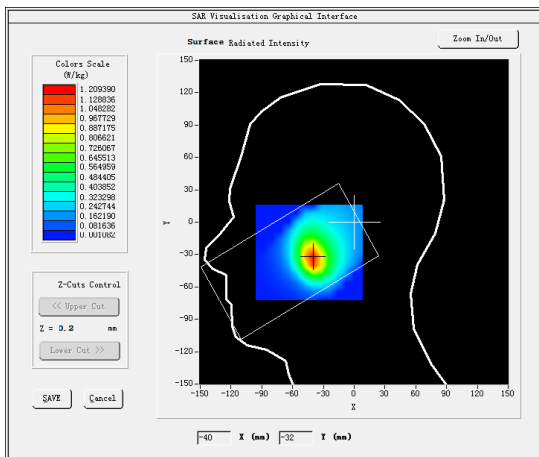 SAR Visualisation Graphical Interface
Surface Radiated Intensity
Zoom In/Out
Colors Scale
(W/kg)
1.209390
1.128836
1.048282
0.967729
0.887175
0.806621
0.726067
0.645513
0.564959
0.484405
0.403852
0.323298
0.242744
0.162190
0.081636
0.001082
Z-Cuts Control
<< Upper Cut
Z = 0.2 mm
Lower Cut >>
SAVE Cancel
150
120
90
60
30
0
-30
-60
-90
-120
-150
Y
-150 -120 -90 -60 -30 0 30 60 90 120 150
X
-40 X (mm) -32 Y (mm)